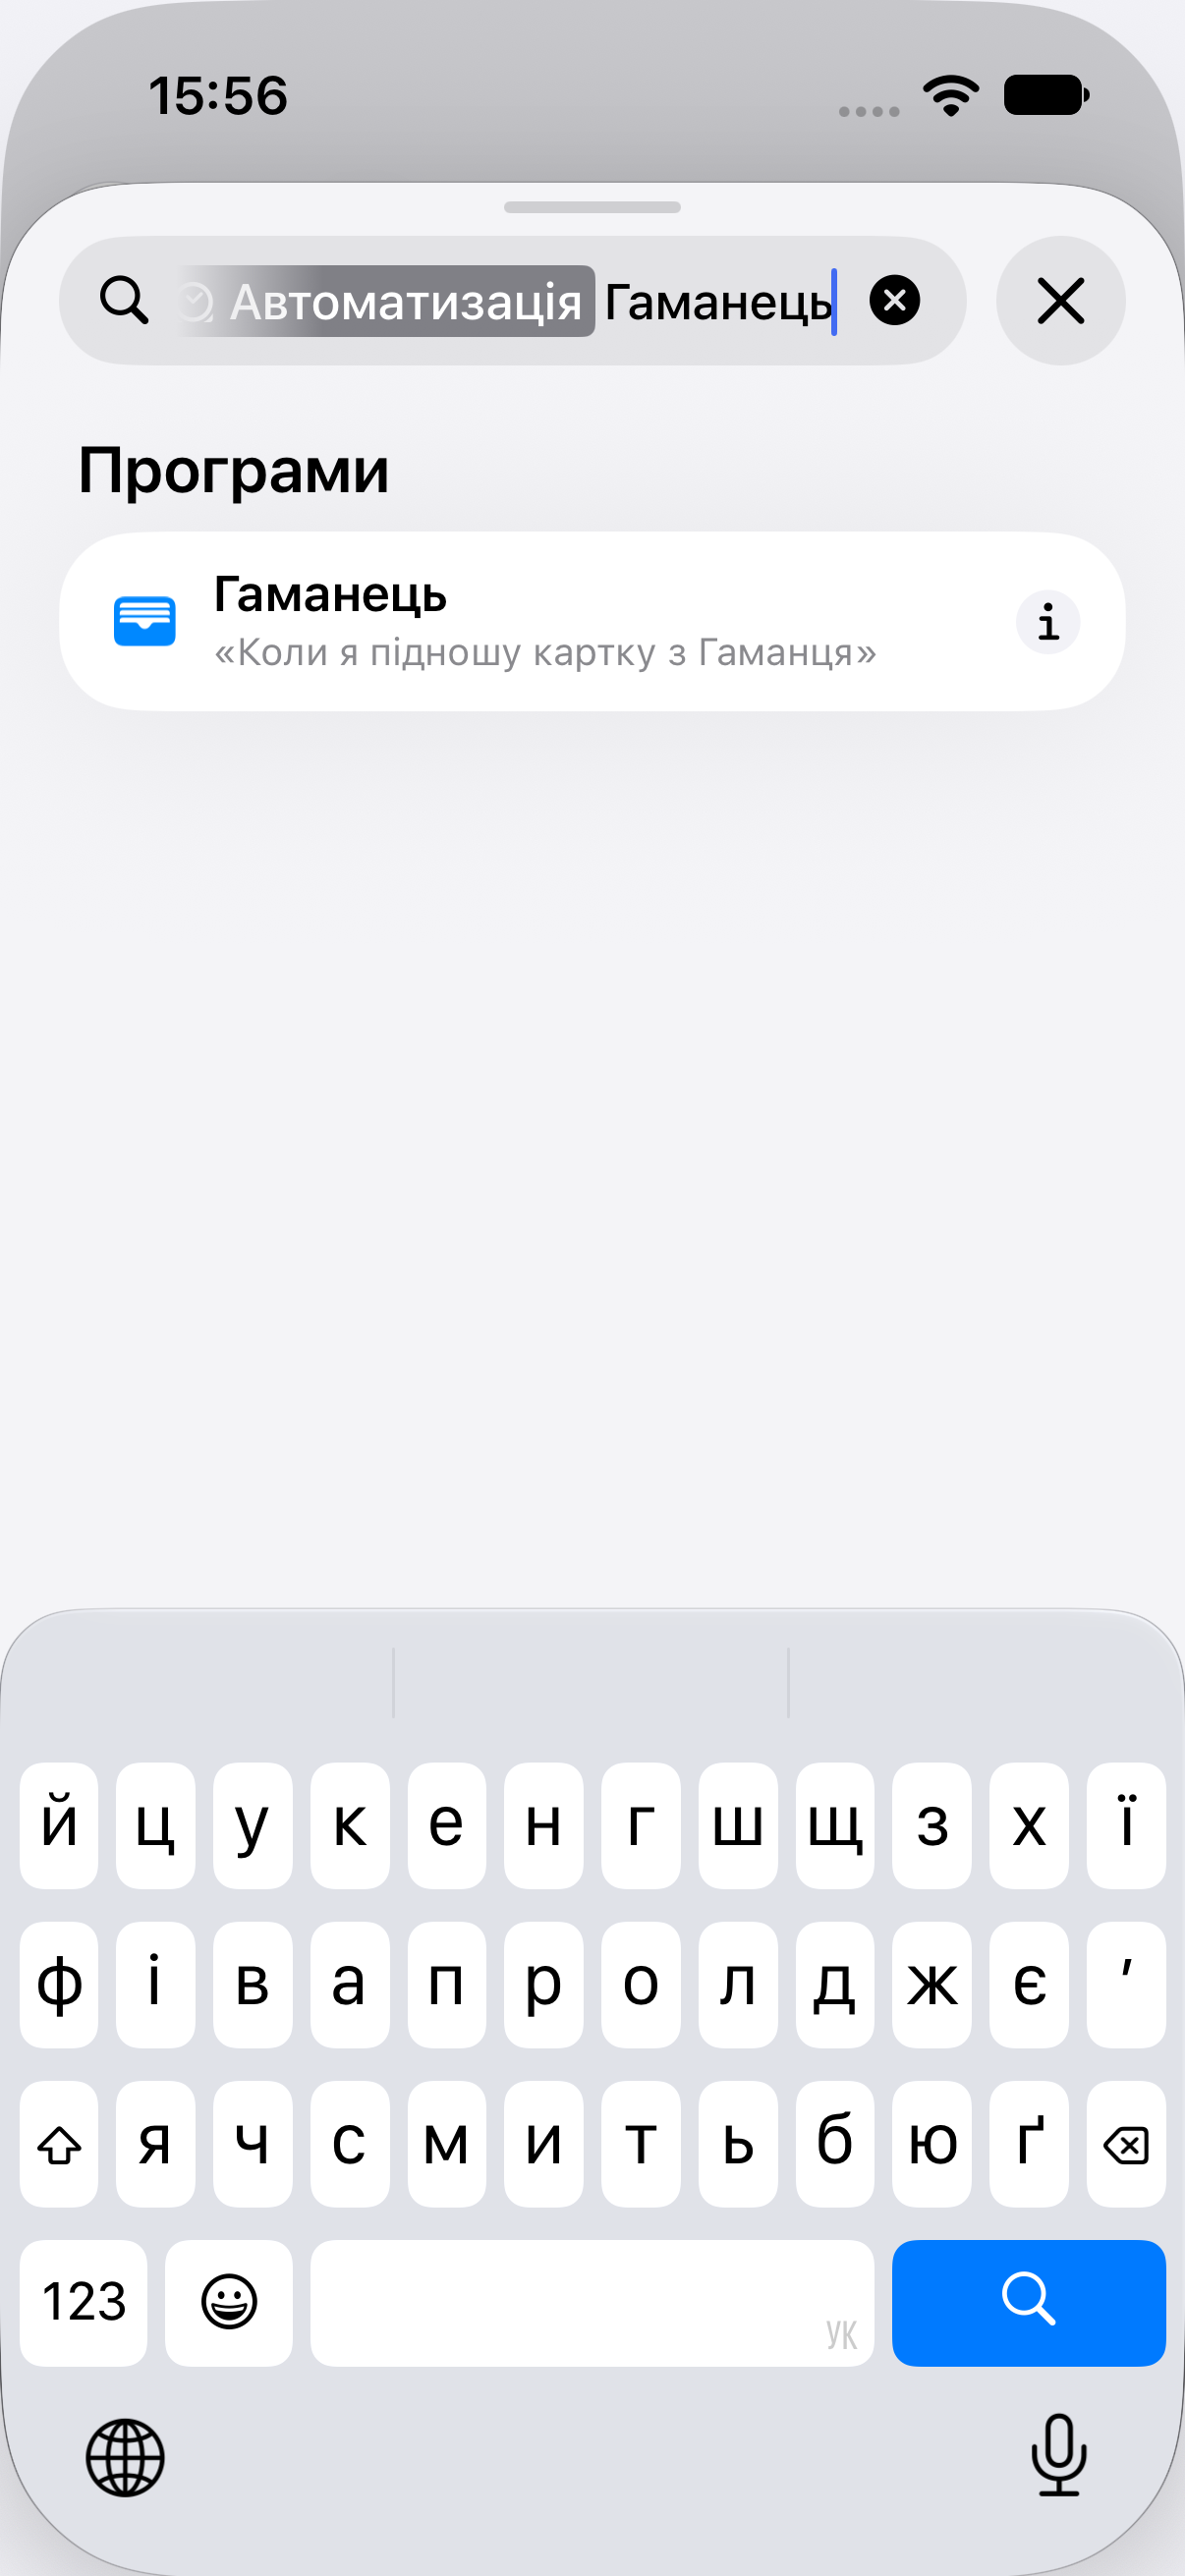 15:56
Автоматизація Гаманець
Програми
Гаманець
«Коли я підношу картку з Гаманця»
й ц у к е н г ш щ з х ї
ф і в а п р о л д ж є ʼ
я ч с м и т ь б ю ґ
123
УК